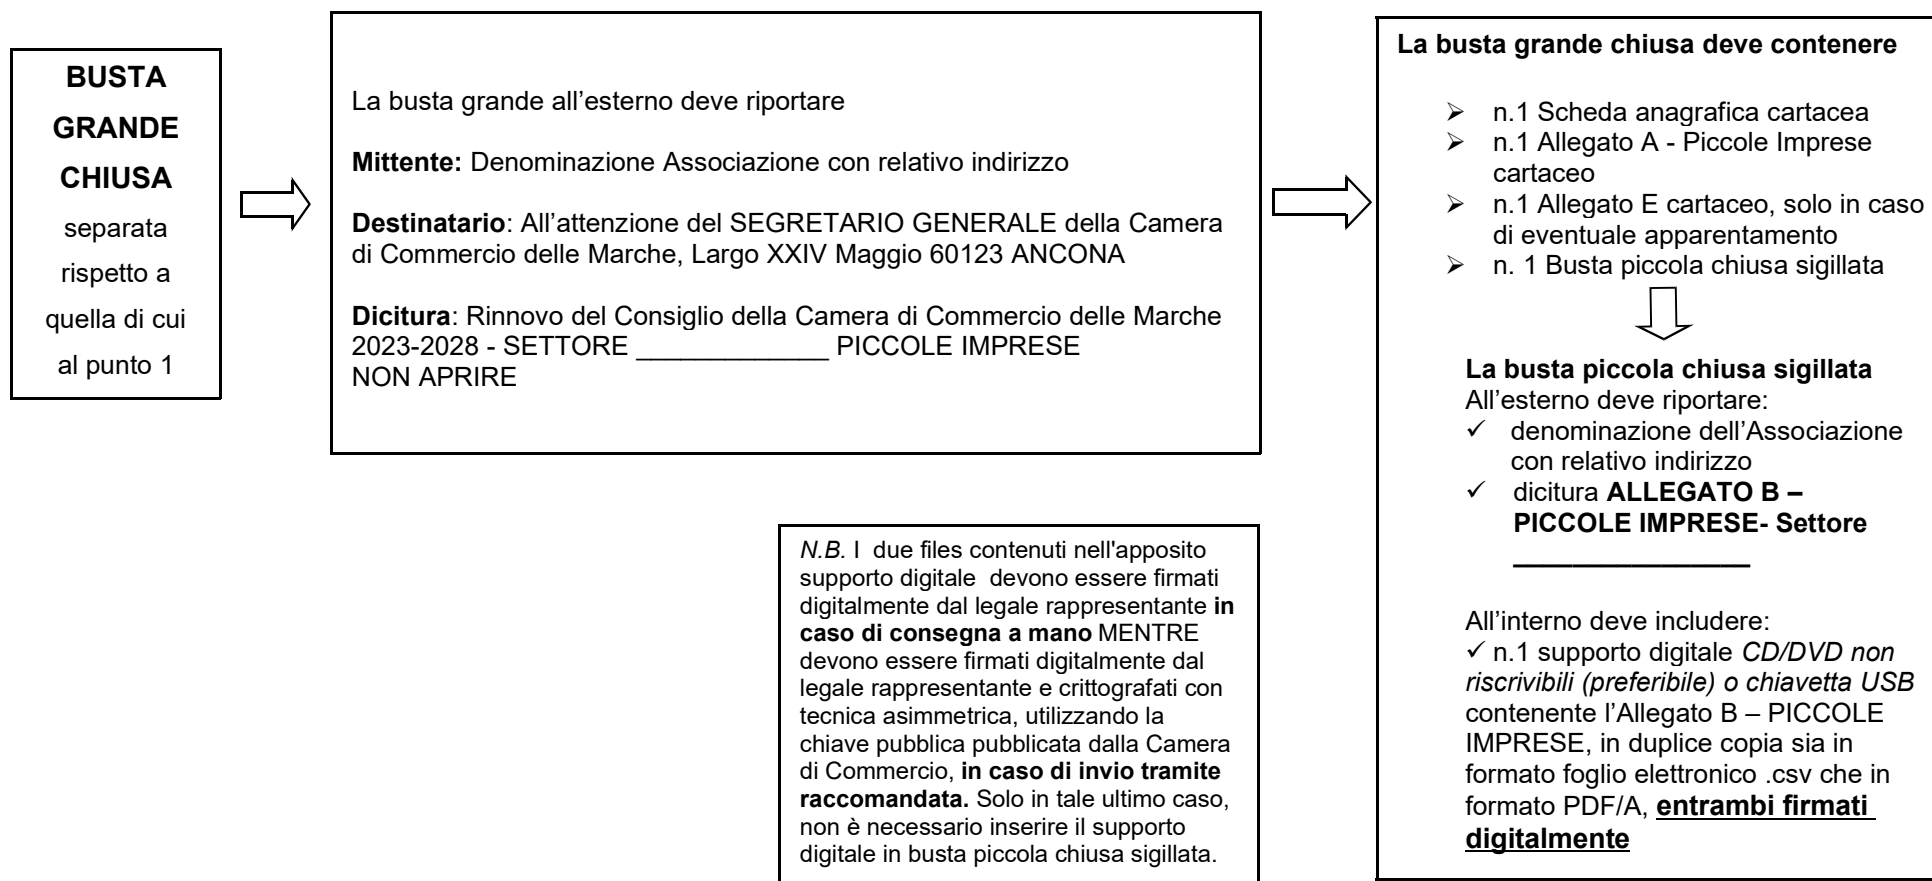 BUSTA
GRANDE
CHIUSA
separata
rispetto a
quella di cui
al punto 1
La busta grande all’esterno deve riportare
Mittente: Denominazione Associazione con relativo indirizzo
Destinatario: All’attenzione del SEGRETARIO GENERALE della Camera
di Commercio delle Marche, Largo XXIV Maggio 60123 ANCONA
Dicitura: Rinnovo del Consiglio della Camera di Commercio delle Marche
2023-2028 - SETTORE _____________ PICCOLE IMPRESE
NON APRIRE
La busta grande chiusa deve contenere
➢ n.1 Scheda anagrafica cartacea
➢ n.1 Allegato A - Piccole Imprese
cartaceo
➢ n.1 Allegato E cartaceo, solo in caso
di eventuale apparentamento
➢ n. 1 Busta piccola chiusa sigillata
La busta piccola chiusa sigillata
All’esterno deve riportare:
✓ denominazione dell’Associazione
con relativo indirizzo
✓ dicitura ALLEGATO B –
PICCOLE IMPRESE- Settore
________________
All’interno deve includere:
✓ n.1 supporto digitale CD/DVD non
riscrivibili (preferibile) o chiavetta USB
contenente l’Allegato B – PICCOLE
IMPRESE, in duplice copia sia in
formato foglio elettronico .csv che in
formato PDF/A, entrambi firmati
digitalmente
N.B. I due files contenuti nell'apposito
supporto digitale devono essere firmati
digitalmente dal legale rappresentante in
caso di consegna a mano MENTRE
devono essere firmati digitalmente dal
legale rappresentante e crittografati con
tecnica asimmetrica, utilizzando la
chiave pubblica pubblicata dalla Camera
di Commercio, in caso di invio tramite
raccomandata. Solo in tale ultimo caso,
non è necessario inserire il supporto
digitale in busta piccola chiusa sigillata.